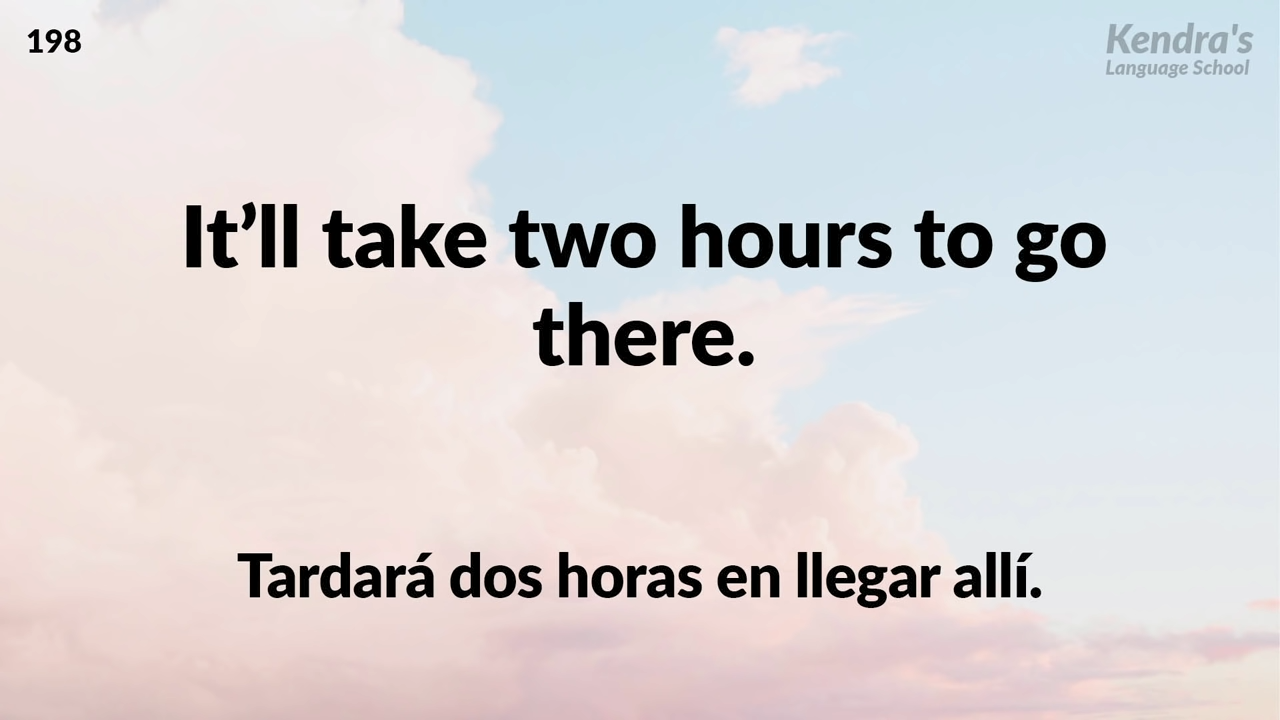 198
Kendra's
Language School
It’ll take two hours to go
there.
Tardará dos horas en llegar allí.